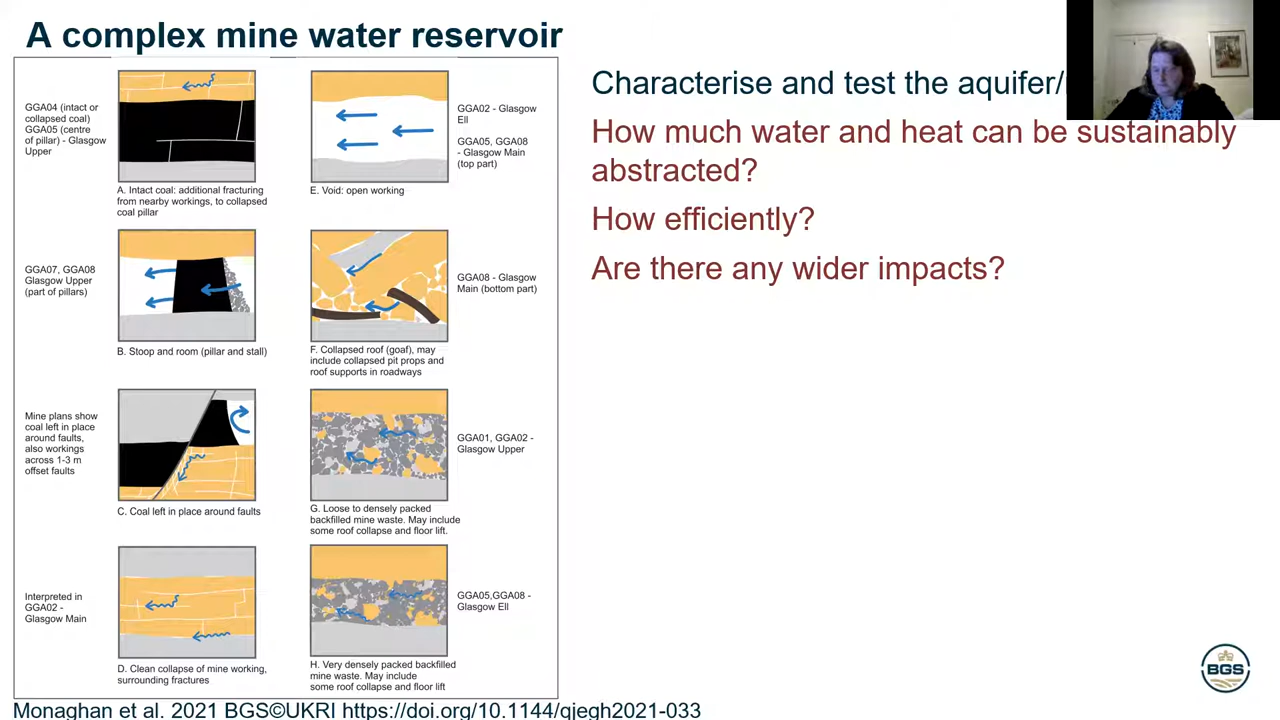 A complex mine water reservoir
GGA04 (intact or
collapsed coal)
GGA05 (centre
of pillar) - Glasgow
Upper
A. Intact coal: additional fracturing
from nearby workings, to collapsed
coal pillar
GGA02 - Glasgow
Ell
GGA05, GGA08
- Glasgow Main
(top part)
E. Void: open working
GGA07, GGA08
Glasgow Upper
(part of pillars)
B. Stoop and room (pillar and stall)
GGA08 - Glasgow
Main (bottom part)
F. Collapsed roof (goaf), may
include collapsed pit props and
roof supports in roadways
Mine plans show
coal left in place
around faults,
also workings
across 1-3 m
offset faults
C. Coal left in place around faults
GGA01, GGA02 -
Glasgow Upper
G. Loose to densely packed
backfilled mine waste. May include
some roof collapse and floor lift.
Interpreted in
GGA02 -
Glasgow Main
D. Clean collapse of mine working,
surrounding fractures
GGA05,GGA08 -
Glasgow Ell
H. Very densely packed backfilled
mine waste. May include
some roof collapse and floor lift
Monaghan et al. 2021 BGS©UKRI https://doi.org/10.1144/qjegh2021-033
Characterise and test the aquifer/
How much water and heat can be sustainably
abstracted?
How efficiently?
Are there any wider impacts?
BGS